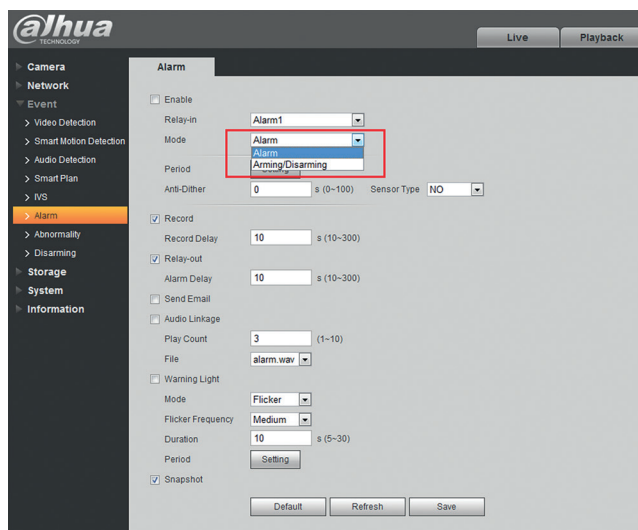 alhua
TECHNOLOGY
Live
Playback
Camera
Network
Event
Video Detection
Smart Motion Detection
Audio Detection
Smart Plan
IVS
Alarm
Abnormality
Disarming
Storage
System
Information
Alarm
Enable
Relay-in Alarm1
Mode Alarm
Alarm
Arming/Disarming
Period Setting
Anti-Dither 0 s (0~100) Sensor Type NO
Record
Record Delay 10 s (10~300)
Relay-out
Alarm Delay 10 s (10~300)
Send Email
Audio Linkage
Play Count 3 (1~10)
File alarm.wav
Warning Light
Mode Flicker
Flicker Frequency Medium
Duration 10 s (5~30)
Period Setting
Snapshot
Default Refresh Save